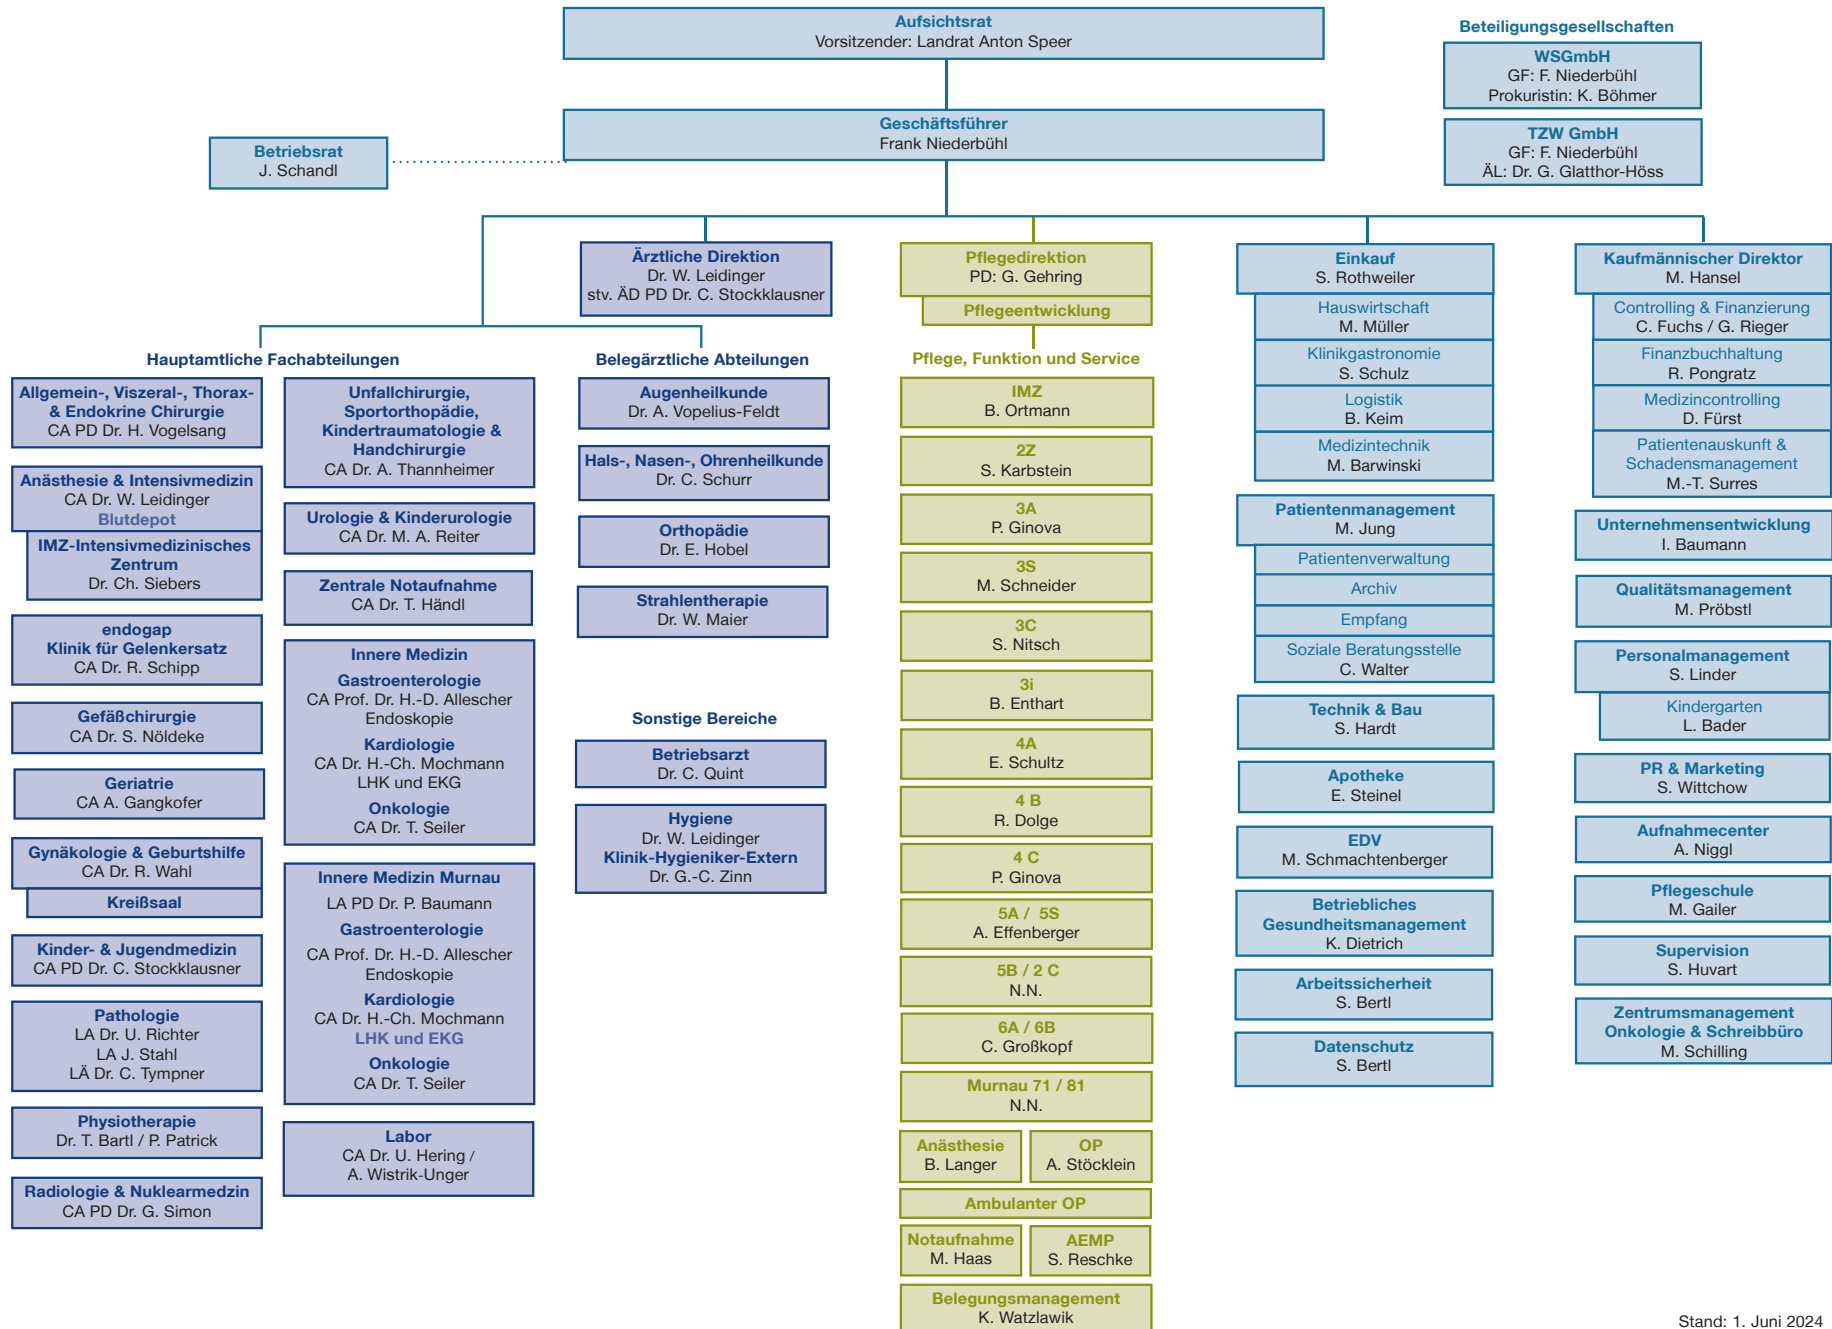 Aufsichtsrat
Vorsitzender: Landrat Anton Speer
Beteiligungsgesellschaften
WSGmbH
GF: F. Niederbühl
Prokuristin: K. Böhmer
TZW GmbH
GF: F. Niederbühl
ÄL: Dr. G. Glatthor-Höss
Geschäftsführer
Frank Niederbühl
Betriebsrat
J. Schandl
Ärztliche Direktion
Dr. W. Leidinger
stv. ÄD PD Dr. C. Stockklausner
Hauptamtliche Fachabteilungen
Allgemein-, Viszeral-, Thorax-
& Endokrine Chirurgie
CA PD Dr. H. Vogelsang
Anästhesie & Intensivmedizin
CA Dr. W. Leidinger
Blutdepot
IMZ-Intensivmedizinisches
Zentrum
Dr. Ch. Siebers
endogap
Klinik für Gelenkersatz
CA Dr. R. Schipp
Gefäßchirurgie
CA Dr. S. Nöldeke
Geriatrie
CA A. Gangkofer
Gynäkologie & Geburtshilfe
CA Dr. R. Wahl
Kreißsaal
Kinder- & Jugendmedizin
CA PD Dr. C. Stockklausner
Pathologie
LA Dr. U. Richter
LA J. Stahl
LÄ Dr. C. Tympner
Physiotherapie
Dr. T. Bartl / P. Patrick
Radiologie & Nuklearmedzin
CA PD Dr. G. Simon
Unfallchirurgie,
Sportorthopädie,
Kindertraumatologie &
Handchirurgie
CA Dr. A. Thannheimer
Urologie & Kinderurologie
CA Dr. M. A. Reiter
Zentrale Notaufnahme
CA Dr. T. Händl
Innere Medizin
Gastroenterologie
CA Prof. Dr. H.-D. Allescher
Endoskopie
Kardiologie
CA Dr. H.-Ch. Mochmann
LHK und EKG
Onkologie
CA Dr. T. Seiler
Innere Medizin Murnau
LA PD Dr. P. Baumann
Gastroenterologie
CA Prof. Dr. H.-D. Allescher
Endoskopie
Kardiologie
CA Dr. H.-Ch. Mochmann
LHK und EKG
Onkologie
CA Dr. T. Seiler
Labor
CA Dr. U. Hering /
A. Wistrik-Unger
Belegärztliche Abteilungen
Augenheilkunde
Dr. A. Vopelius-Feldt
Hals-, Nasen-, Ohrenheilkunde
Dr. C. Schurr
Orthopädie
Dr. E. Hobel
Strahlentherapie
Dr. W. Maier
Sonstige Bereiche
Betriebsarzt
Dr. C. Quint
Hygiene
Dr. W. Leidinger
Klinik-Hygieniker-Extern
Dr. G.-C. Zinn
Pflegedirektion
PD: G. Gehring
Pflegeentwicklung
Pflege, Funktion und Service
IMZ
B. Ortmann
2Z
S. Karbstein
3A
P. Ginova
3S
M. Schneider
3C
S. Nitsch
3i
B. Enthart
4A
E. Schultz
4 B
R. Dolge
4 C
P. Ginova
5A / 5S
A. Effenberger
5B / 2 C
N.N.
6A / 6B
C. Großkopf
Murnau 71 / 81
N.N.
Anästhesie
B. Langer
OP
A. Stöcklein
Ambulanter OP
Notaufnahme
M. Haas
AEMP
S. Reschke
Belegungsmanagement
K. Watzlawik
Einkauf
S. Rothweiler
Hauswirtschaft
M. Müller
Klinikgastronomie
S. Schulz
Logistik
B. Keim
Medizintechnik
M. Barwinski
Patientenmanagement
M. Jung
Patientenverwaltung
Archiv
Empfang
Soziale Beratungsstelle
C. Walter
Technik & Bau
S. Hardt
Apotheke
E. Steinel
EDV
M. Schmachtenberger
Betriebliches
Gesundheitsmanagement
K. Dietrich
Arbeitssicherheit
S. Bertl
Datenschutz
S. Bertl
Kaufmännischer Direktor
M. Hansel
Controlling & Finanzierung
C. Fuchs / G. Rieger
Finanzbuchhaltung
R. Pongratz
Medizincontrolling
D. Fürst
Patientenauskunft &
Schadensmanagement
M.-T. Surres
Unternehmensentwicklung
I. Baumann
Qualitätsmanagement
M. Pröbstl
Personalmanagement
S. Linder
Kindergarten
L. Bader
PR & Marketing
S. Wittchow
Aufnahmecenter
A. Niggl
Pflegeschule
M. Gailer
Supervision
S. Huvart
Zentrumsmanagement
Onkologie & Schreibbüro
M. Schilling
Stand: 1. Juni 2024